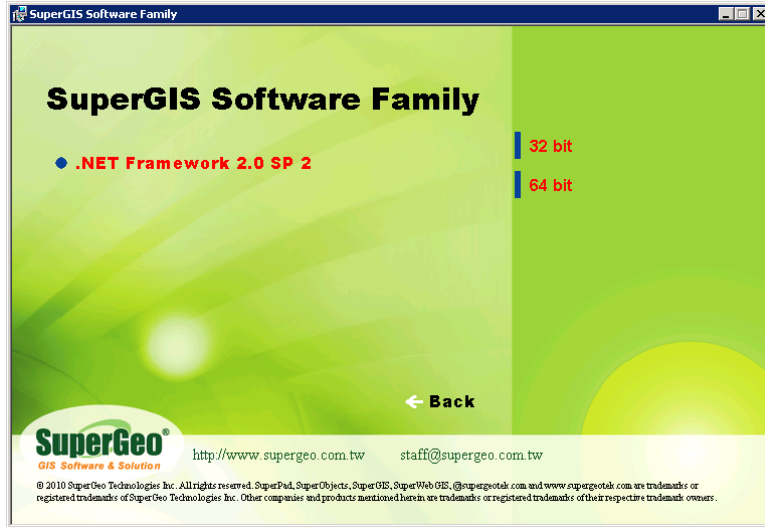 SuperGIS Software Family
SuperGIS Software Family
.NET Framework 2.0 SP 2
32 bit
64 bit
Back
SuperGeo®
GIS Software & Solution
http://www.supergeo.com.tw staff@supergeo.com.tw
© 2010 SuperGeo Technologies Inc. All rights reserved. SuperPad, SuperObjects, SuperGIS, SuperWebGIS, @supergeotek.com and www.supergeotek.com are trademarks or
registered trademarks of SuperGeo Technologies Inc. Other companies and products mentioned herein are trademarks or registered trademarks of their respective trademark owners.